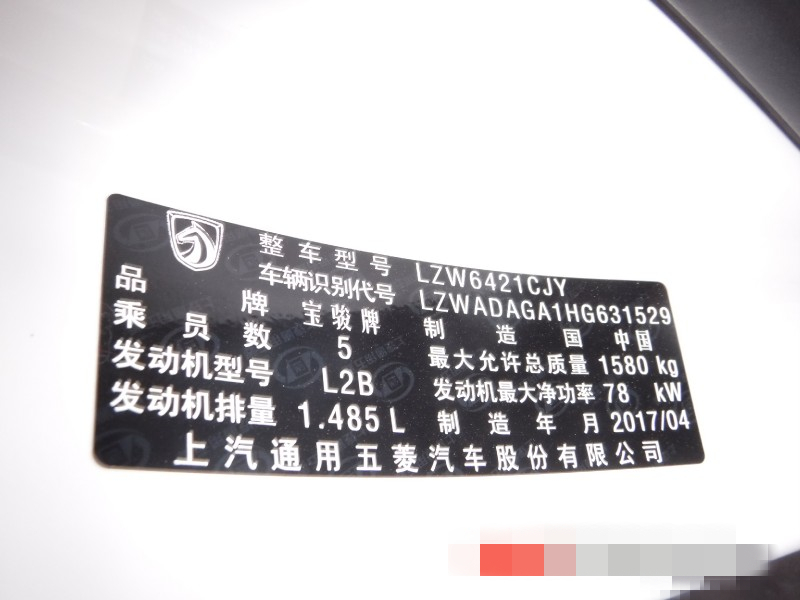 整车型号 LZW6421CJY
车辆识别代号 LZWADAGA1HG631529
品牌 宝骏牌 制造国 中国
乘员数 5 最大允许总质量 1580 kg
发动机型号 L2B 发动机最大净功率 78 kW
发动机排量 1.485 L 制造年月 2017/04
上汽通用五菱汽车股份有限公司